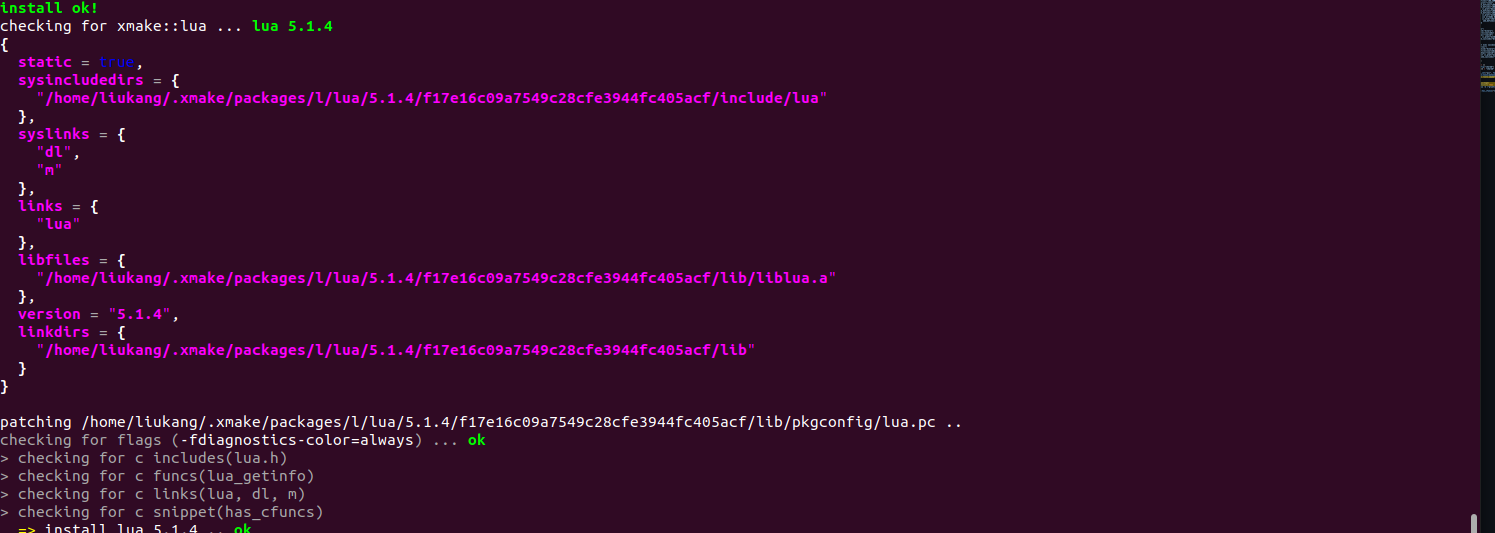 install ok!
checking for xmake::lua ... lua 5.1.4
{
  static = true,
  sysincludedirs = {
    "/home/liukang/.xmake/packages/l/lua/5.1.4/f17e16c09a7549c28cfe3944fc405acf/include/lua"
  },
  syslinks = {
    "dl",
    "m"
  },
  links = {
    "lua"
  },
  libfiles = {
    "/home/liukang/.xmake/packages/l/lua/5.1.4/f17e16c09a7549c28cfe3944fc405acf/lib/liblua.a"
  },
  version = "5.1.4",
  linkdirs = {
    "/home/liukang/.xmake/packages/l/lua/5.1.4/f17e16c09a7549c28cfe3944fc405acf/lib"
  }
}
patching /home/liukang/.xmake/packages/l/lua/5.1.4/f17e16c09a7549c28cfe3944fc405acf/lib/pkgconfig/lua.pc ..
checking for flags (-fdiagnostics-color=always) ... ok
> checking for c includes(lua.h)
> checking for c funcs(lua_getinfo)
> checking for c links(lua, dl, m)
> checking for c snippet(has_cfuncs)
  => install lua 5.1.4 .. ok